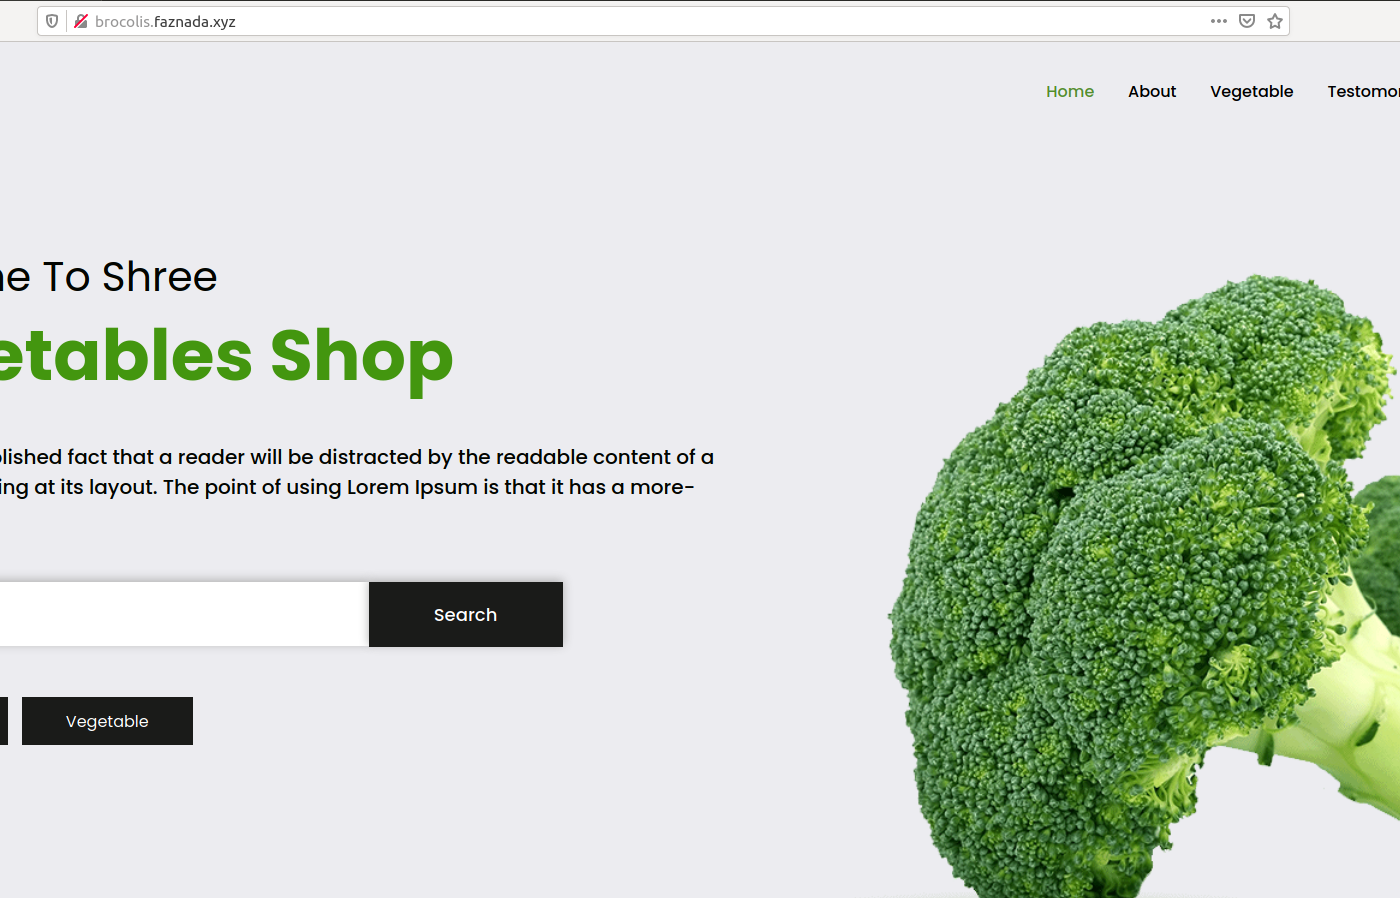 brocolis.faznada.xyz
Home About Vegetable Testomo
e To Shree
etables Shop
lished fact that a reader will be distracted by the readable content of a
ing at its layout. The point of using Lorem Ipsum is that it has a more-
Search
Vegetable